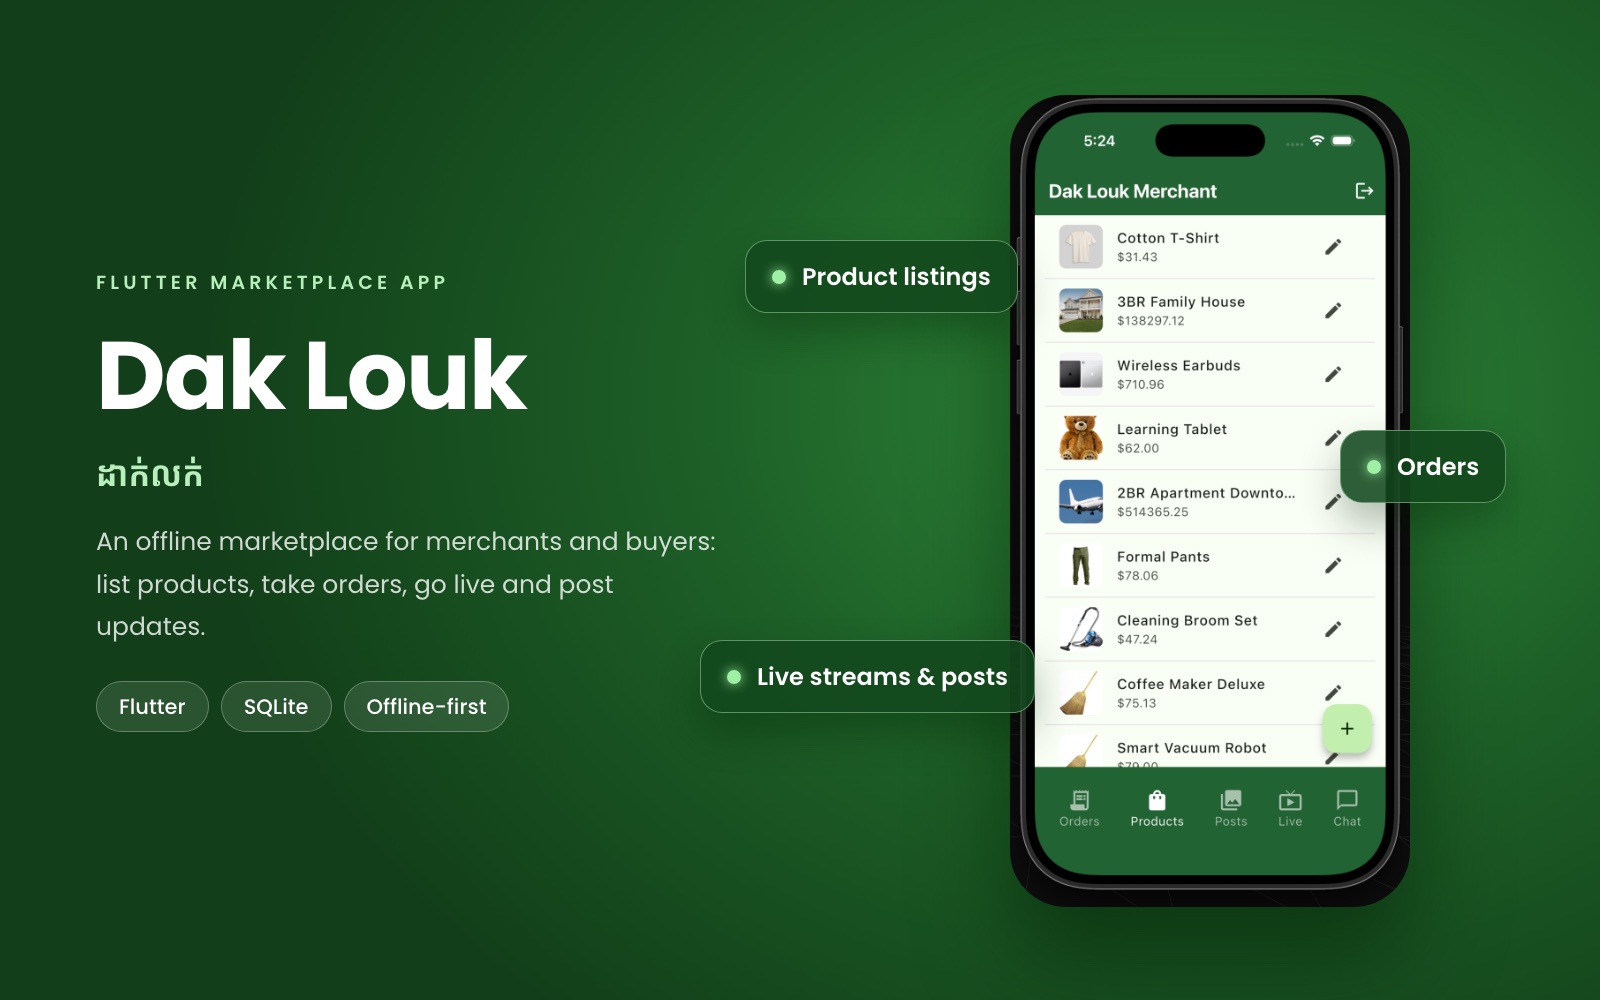 FLUTTER MARKETPLACE APP
Dak Louk
ដាក់លក់
An offline marketplace for merchants and buyers:
list products, take orders, go live and post
updates.
Flutter
SQLite
Offline-first
Product listings
Live streams & posts
Orders
5:24
Dak Louk Merchant
Cotton T-Shirt
$31.43
3BR Family House
$138297.12
Wireless Earbuds
$710.96
Learning Tablet
$62.00
2BR Apartment Downto...
$514365.25
Formal Pants
$78.06
Cleaning Broom Set
$47.24
Coffee Maker Deluxe
$75.13
Smart Vacuum Robot
$79.00
+
Orders
Products
Posts
Live
Chat